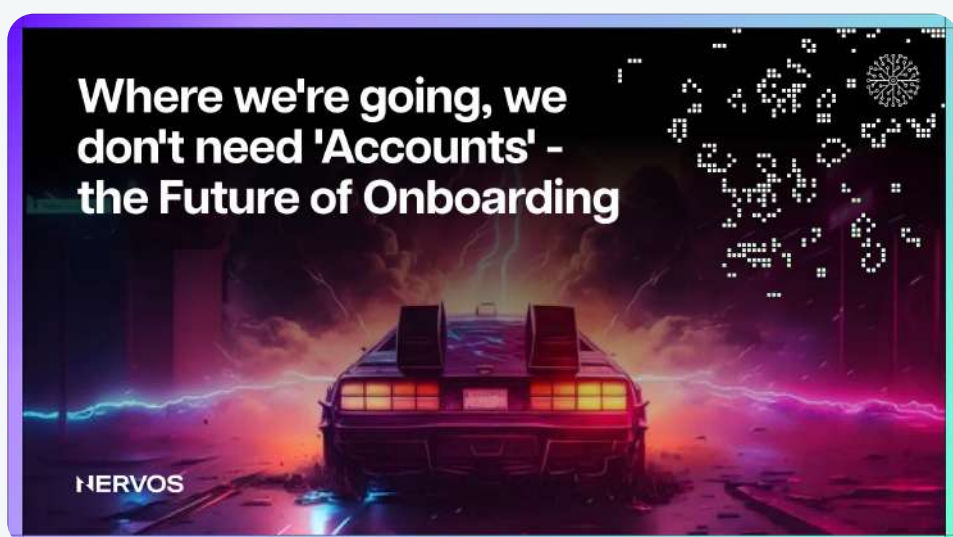 Where we're going, we
don't need 'Accounts' -
the Future of Onboarding
NERVOS